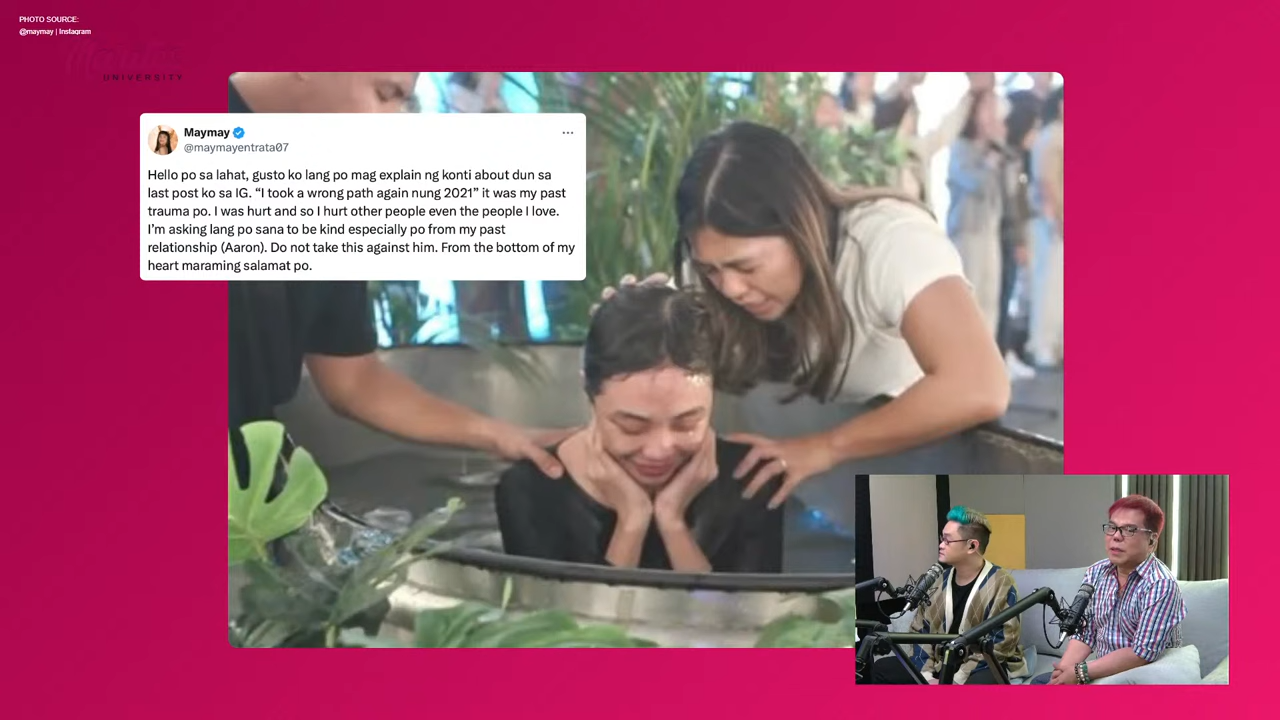 PHOTO SOURCE:
@maymay | Instagram
UNIVERSITY
Maymay
@maymayentrata07
Hello po sa lahat, gusto ko lang po mag explain ng konti about dun sa
last post ko sa IG. “I took a wrong path again nung 2021” it was my past
trauma po. I was hurt and so I hurt other people even the people I love.
I’m asking lang po sana to be kind especially po from my past
relationship (Aaron). Do not take this against him. From the bottom of my
heart maraming salamat po.